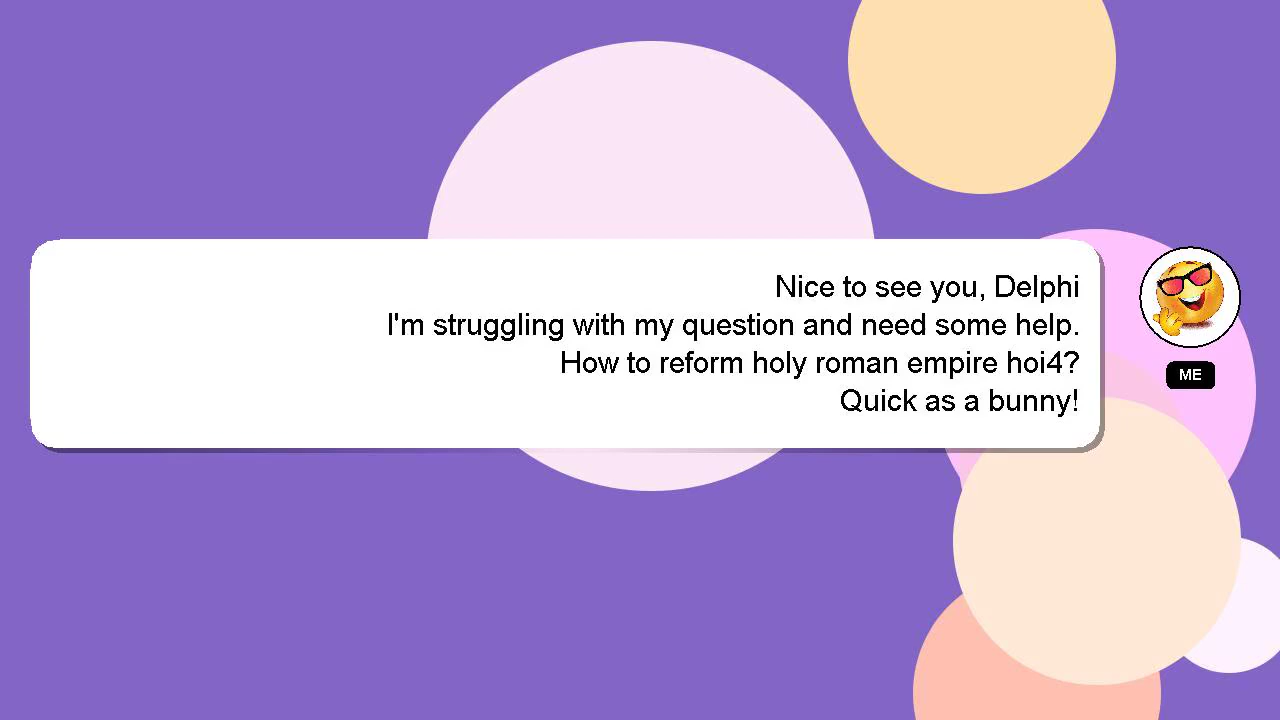 Nice to see you, Delphi
I'm struggling with my question and need some help.
How to reform holy roman empire hoi4?
Quick as a bunny!
ME